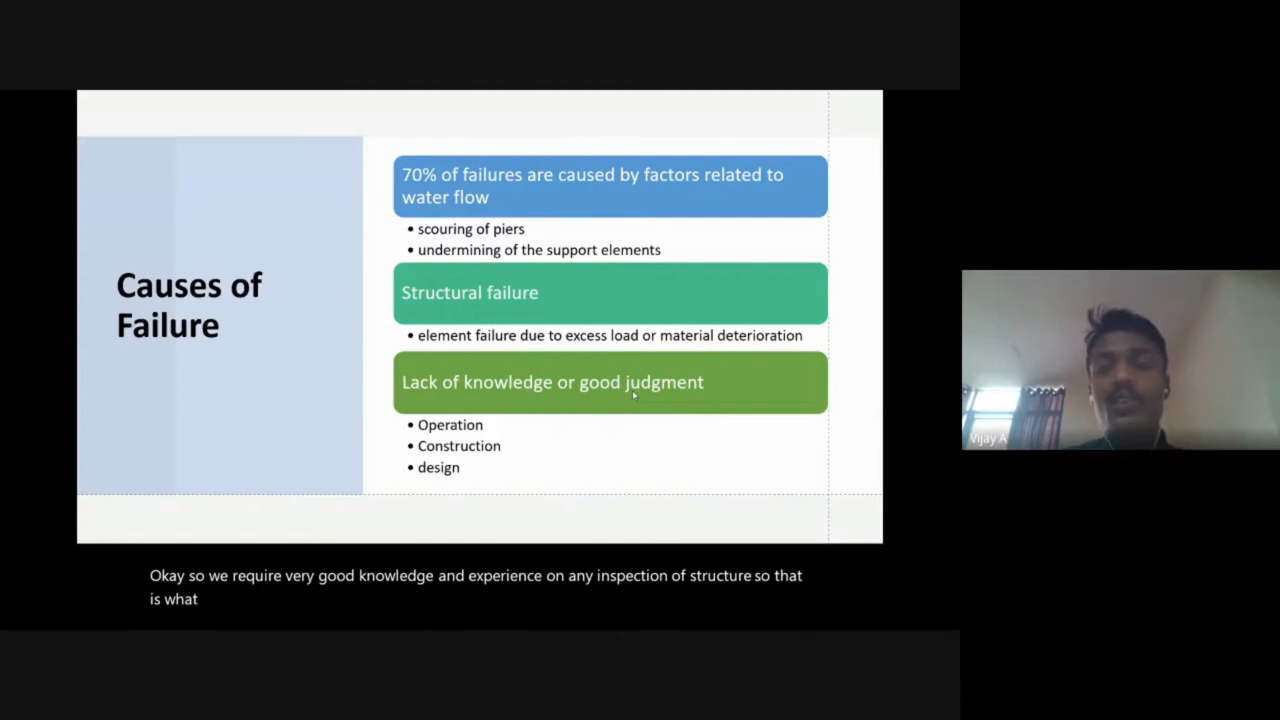 Causes of
Failure
70% of failures are caused by factors related to
water flow
• scouring of piers
• undermining of the support elements
Structural failure
• element failure due to excess load or material deterioration
Lack of knowledge or good judgment
• Operation
• Construction
• design
Vijay A
Okay so we require very good knowledge and experience on any inspection of structure so that
is what